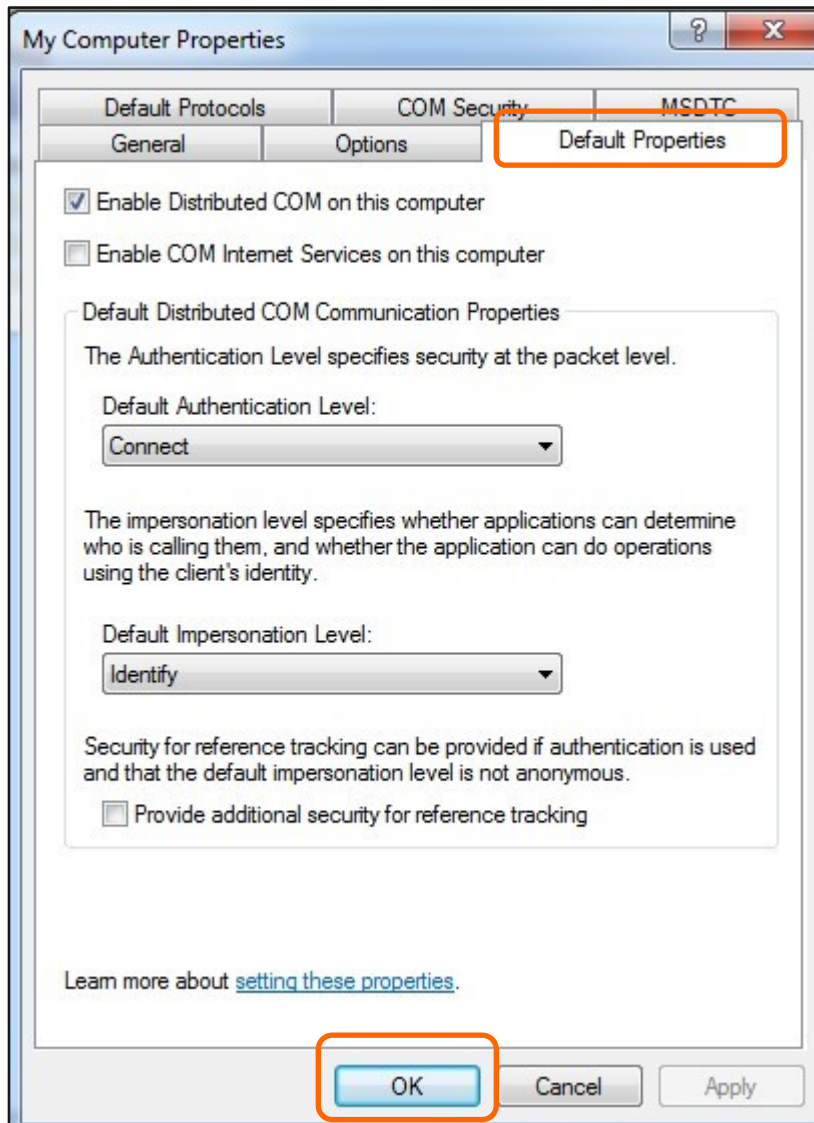 My Computer Properties
Default Protocols COM Security MSDTC
General Options Default Properties
Enable Distributed COM on this computer
Enable COM Internet Services on this computer
Default Distributed COM Communication Properties
The Authentication Level specifies security at the packet level.
Default Authentication Level:
Connect
The impersonation level specifies whether applications can determine
who is calling them, and whether the application can do operations
using the client's identity.
Default Impersonation Level:
Identify
Security for reference tracking can be provided if authentication is used
and that the default impersonation level is not anonymous.
Provide additional security for reference tracking
Learn more about setting these properties.
OK Cancel Apply